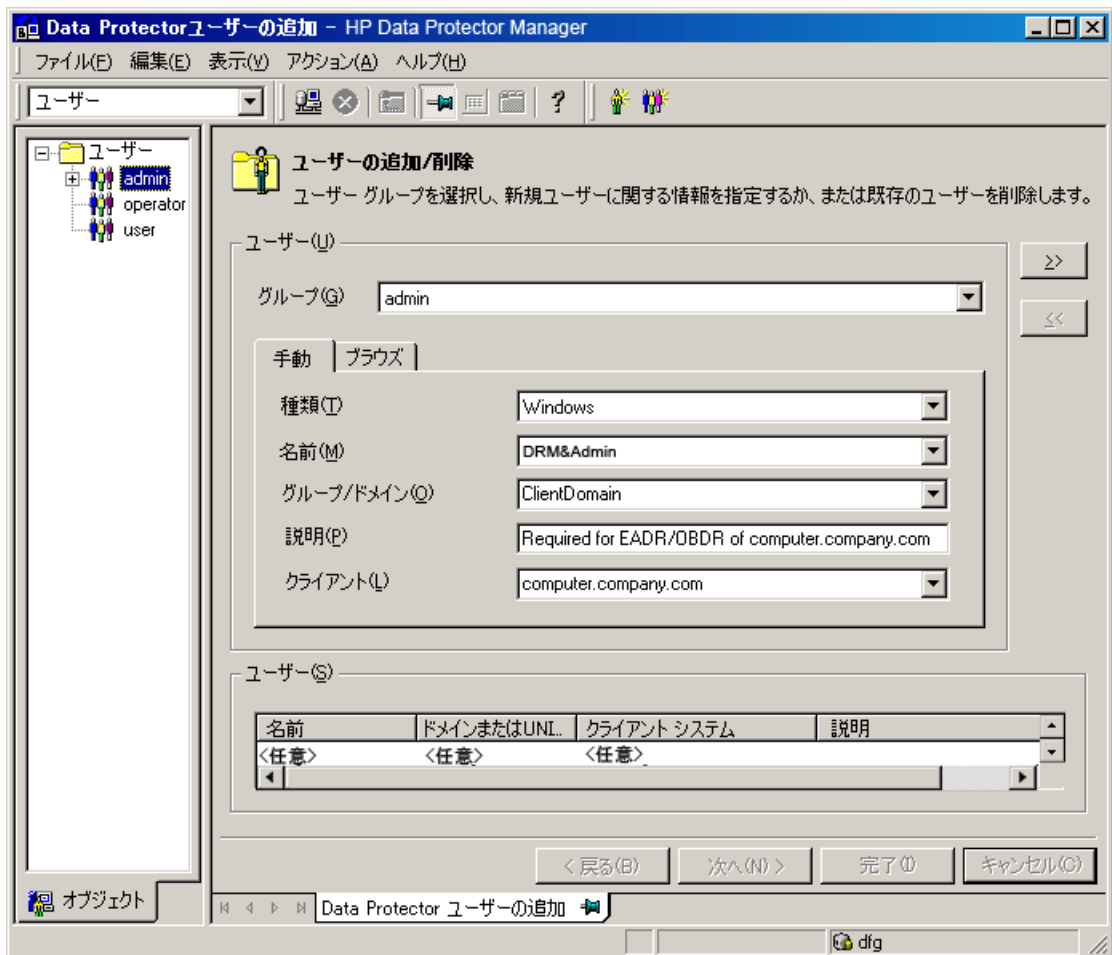 Data Protectorユーザーの追加 - HP Data Protector Manager
ファイル(F) 編集(E) 表示(V) アクション(A) ヘルプ(H)
ユーザー
ユーザー
admin
operator
user
オブジェクト
ユーザーの追加/削除
ユーザー グループを選択し、新規ユーザーに関する情報を指定するか、または既存のユーザーを削除します。
ユーザー(U)
>>
<<
グループ(G) admin
手動 ブラウズ
種類(T) Windows
名前(M) DRM&Admin
グループ/ドメイン(O) ClientDomain
説明(P) Required for EADR/OBDR of computer.company.com
クライアント(L) computer.company.com
ユーザー(S)
名前 ドメインまたはUNI... クライアント システム 説明
<任意> <任意> <任意>
< 戻る(B) 次へ(N) > 完了(I) キャンセル(C)
Data Protector ユーザーの追加
dfg